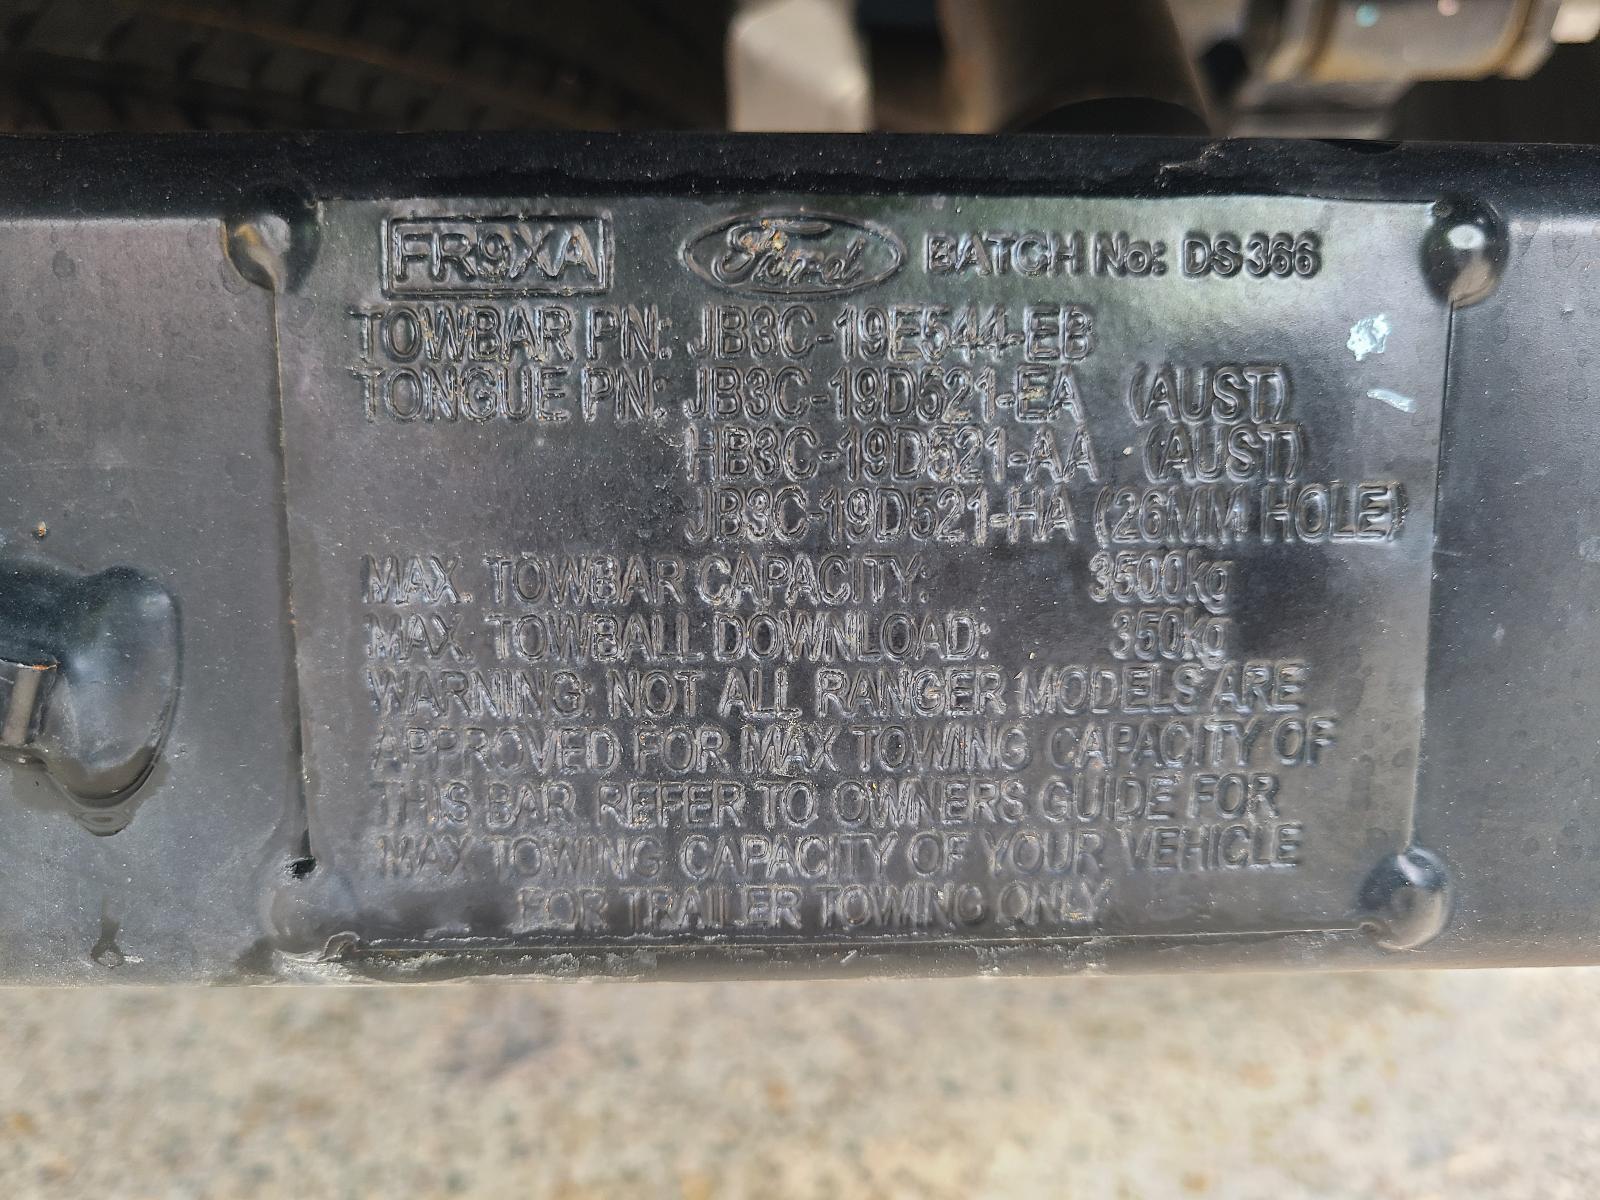 FR9XA Ford BATCH No: DS366
TOWBAR PN: JB3C-19E544-EB
TONGUE PN: JB3C-19D521-EA (AUST)
HB3C-19D521-AA (AUST)
JB3C-19D521-HA (26MM HOLE)
MAX. TOWBAR CAPACITY: 3500kg
MAX. TOWBALL DOWNLOAD: 350kg
WARNING: NOT ALL RANGER MODELS ARE
APPROVED FOR MAX TOWING CAPACITY OF
THIS BAR REFER TO OWNERS GUIDE FOR
MAX TOWING CAPACITY OF YOUR VEHICLE
FOR TRAILER TOWING ONLY